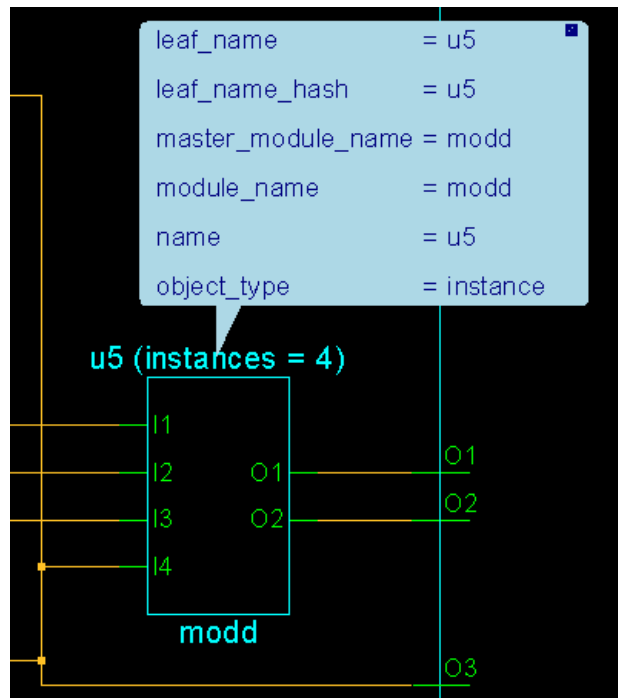 leaf_name = u5
leaf_name_hash = u5
master_module_name = modd
module_name = modd
name = u5
object_type = instance
u5 (instances = 4)
I1
I2 O1 O1
I3 O2 O2
I4
modd
O3